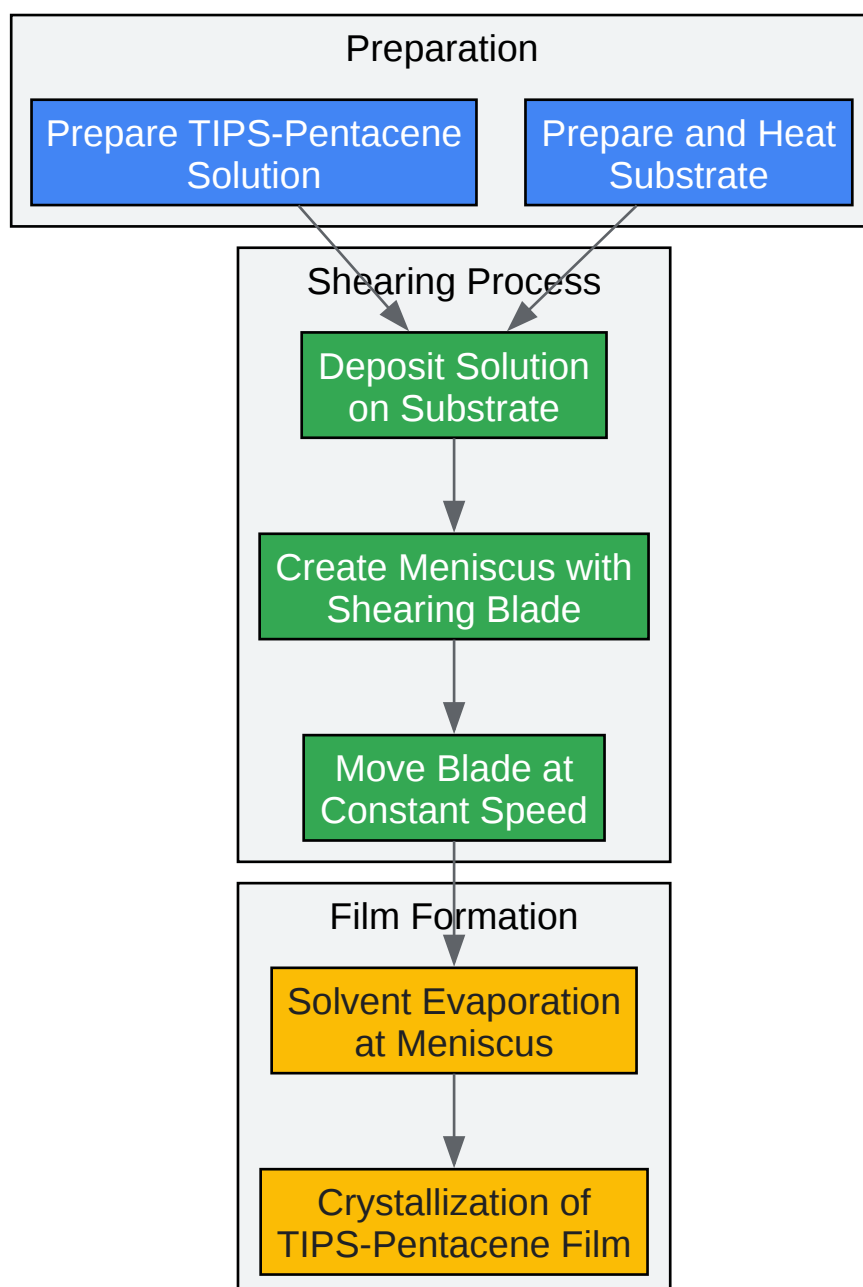 Preparation
Prepare TIPS-Pentacene
Solution
Prepare and Heat
Substrate
Shearing Process
Deposit Solution
on Substrate
Create Meniscus with
Shearing Blade
Move Blade at
Constant Speed
Film Formation
Solvent Evaporation
at Meniscus
Crystallization of
TIPS-Pentacene Film